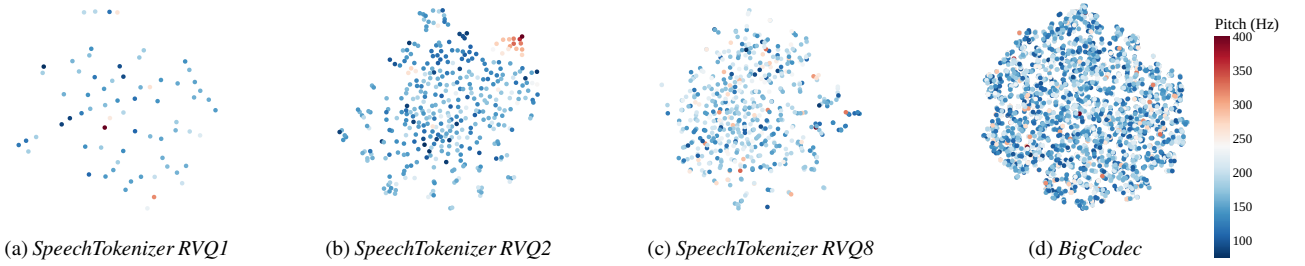 Pitch (Hz)
400
350
300
250
200
150
100
(a) SpeechTokenizer RVQ1
(b) SpeechTokenizer RVQ2
(c) SpeechTokenizer RVQ8
(d) BigCodec